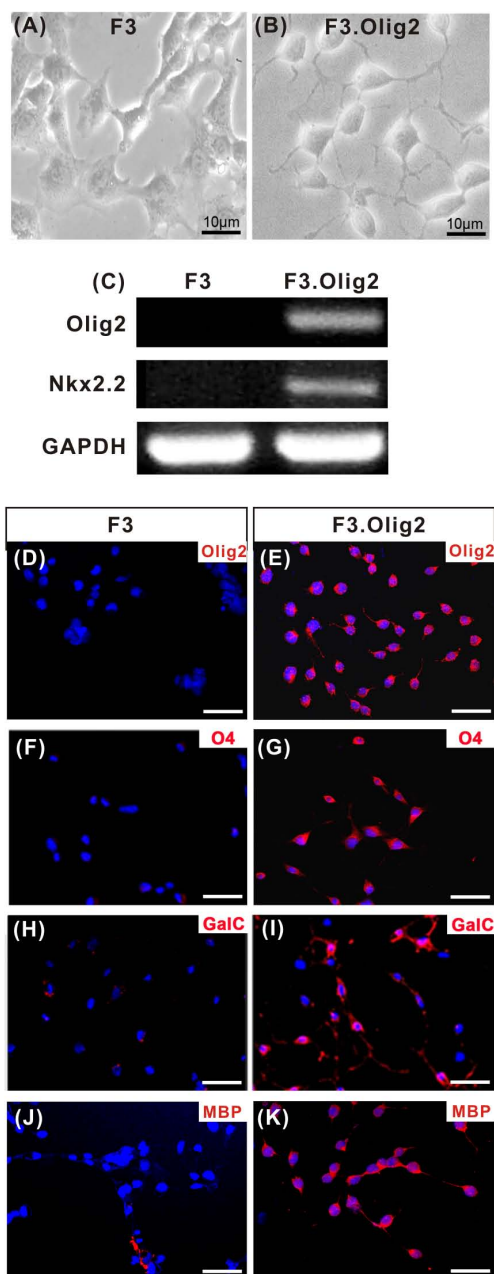 (A) F3
(B) F3.Olig2
10μm
10μm
(C) F3 F3.Olig2
Olig2
Nkx2.2
GAPDH
F3 F3.Olig2
(D) Olig2
(E) Olig2
(F) O4
(G) O4
(H) GalC
(I) GalC
(J) MBP
(K) MBP